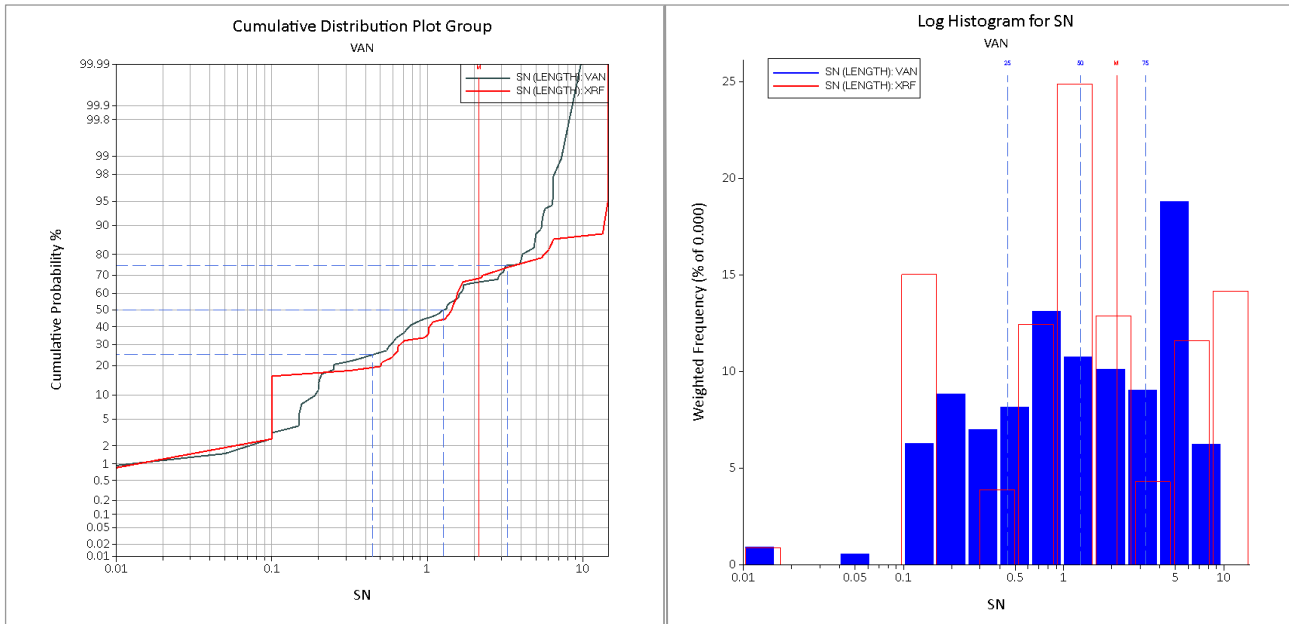 Cumulative Distribution Plot Group
VAN
M
SN (LENGTH): VAN
SN (LENGTH): XRF
99.99
99.9
99.8
99
98
95
90
80
70
60
50
40
30
20
10
5
2
1
0.5
0.2
0.1
0.05
0.02
0.01
Cumulative Probability %
0.01 0.1 1 10
SN
Log Histogram for SN
VAN
25 50 M 75
SN (LENGTH): VAN
SN (LENGTH): XRF
25
20
15
10
5
0
Weighted Frequency (% of 0.000)
0.01 0.05 0.1 0.5 1 5 10
SN